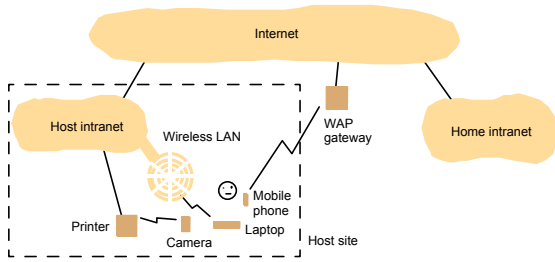 Internet
Host intranet
Wireless LAN
WAP
gateway
Home intranet
Mobile
phone
Printer
Camera
Laptop
Host site